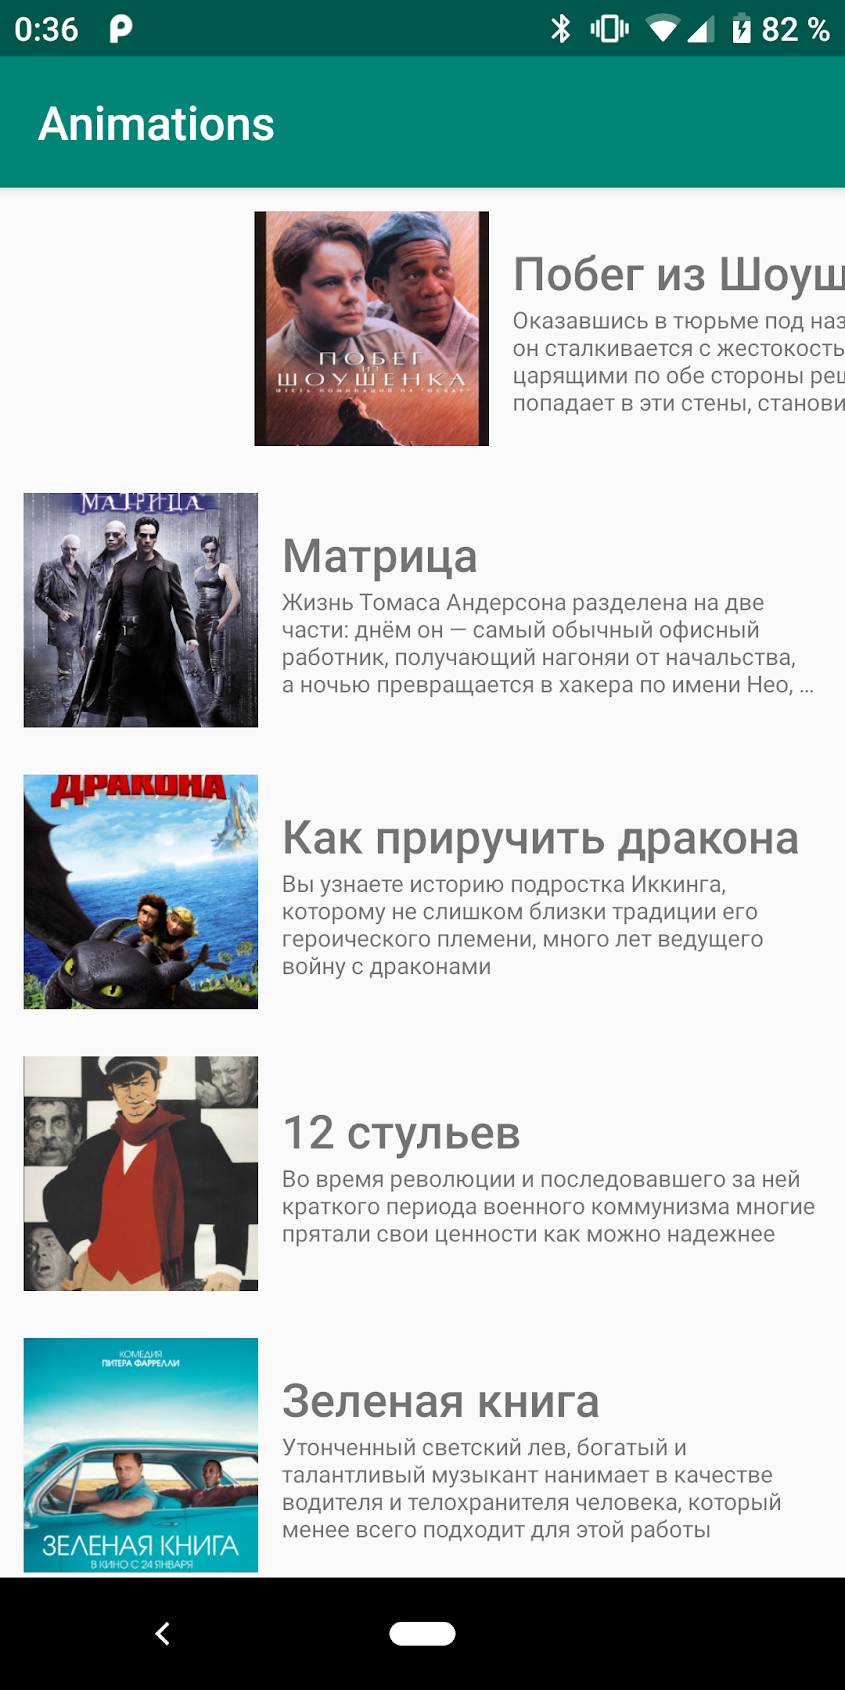 0:36
82 %
Animations
ПОБЕГ
ИЗ
ШОУШЕНКА
ШЕСТЬ НОМИНАЦИЙ НА "ОСКАР"
Побег из Шоуш
Оказавшись в тюрьме под наз
он сталкивается с жестокость
царящими по обе стороны реш
попадает в эти стены, станови
МАТРИЦА
Матрица
Жизнь Томаса Андерсона разделена на две
части: днём он — самый обычный офисный
работник, получающий нагоняи от начальства,
а ночью превращается в хакера по имени Нео, ...
ДРАКОНА
Как приручить дракона
Вы узнаете историю подростка Иккинга,
которому не слишком близки традиции его
героического племени, много лет ведущего
войну с драконами
12 стульев
Во время революции и последовавшего за ней
краткого периода военного коммунизма многие
прятали свои ценности как можно надежнее
КОМЕДИЯ
ПИТЕРА ФАРРЕЛЛИ
ЗЕЛЕНАЯ КНИГА
В КИНО С 24 ЯНВАРЯ
Зеленая книга
Утонченный светский лев, богатый и
талантливый музыкант нанимает в качестве
водителя и телохранителя человека, который
менее всего подходит для этой работы